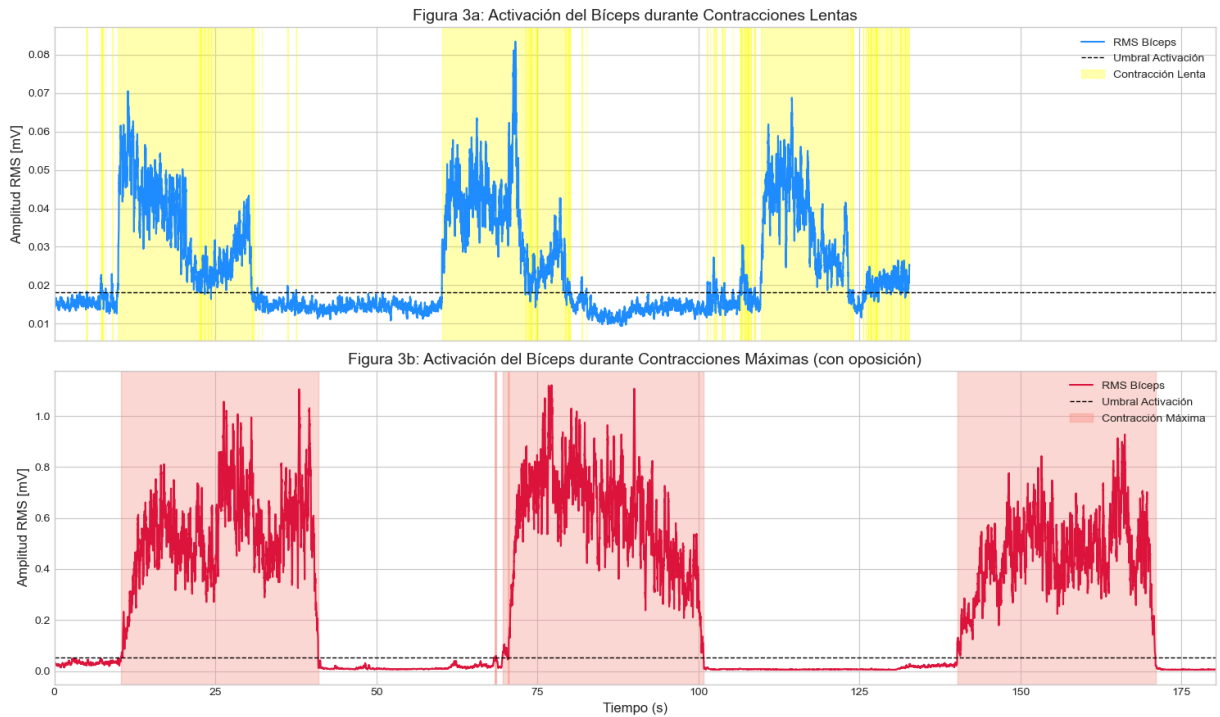 Figura 3a: Activación del Bíceps durante Contracciones Lentas
Amplitud RMS [mV]
0.08
0.07
0.06
0.05
0.04
0.03
0.02
0.01
RMS Bíceps
Umbral Activación
Contracción Lenta
Figura 3b: Activación del Bíceps durante Contracciones Máximas (con oposición)
Amplitud RMS [mV]
1.0
0.8
0.6
0.4
0.2
0.0
RMS Bíceps
Umbral Activación
Contracción Máxima
0 25 50 75 100 125 150 175
Tiempo (s)